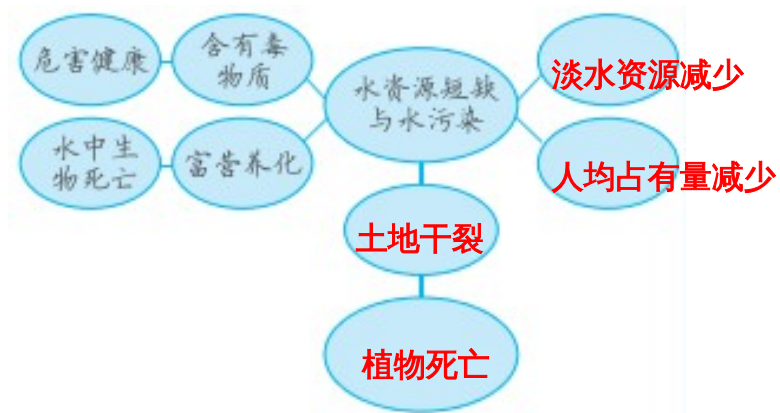 危害健康
含有毒
物质
水中生
物死亡
富营养化
水资源短缺
与水污染
淡水资源减少
人均占有量减少
土地干裂
植物死亡